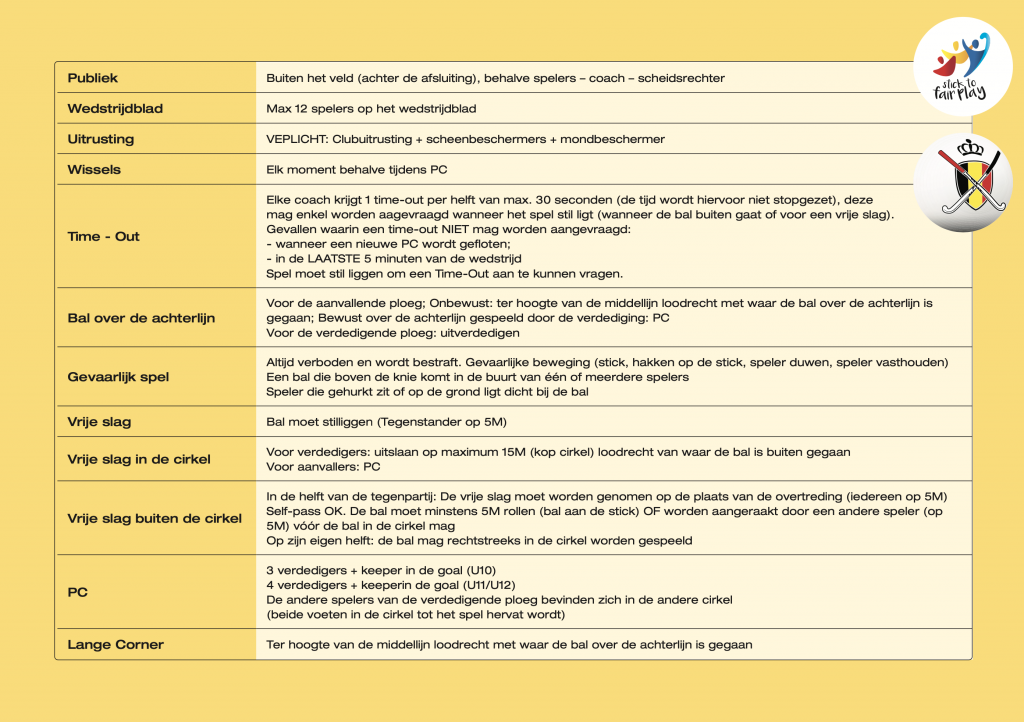 stick to
fair play
Publiek
Buiten het veld (achter de afsluiting), behalve spelers – coach – scheidsrechter
Wedstrijdblad
Max 12 spelers op het wedstrijdblad
Uitrusting
VEPLICHT: Clubuitrusting + scheenbeschermers + mondbeschermer
Wissels
Elk moment behalve tijdens PC
Time - Out
Elke coach krijgt 1 time-out per helft van max. 30 seconden (de tijd wordt hiervoor niet stopgezet), deze
mag enkel worden aagevraagd wanneer het spel stil ligt (wanneer de bal buiten gaat of voor een vrije slag).
Gevallen waarin een time-out NIET mag worden aangevraagd:
- wanneer een nieuwe PC wordt gefloten;
- in de LAATSTE 5 minuten van de wedstrijd
Spel moet stil liggen om een Time-Out aan te kunnen vragen.
Bal over de achterlijn
Voor de aanvallende ploeg; Onbewust: ter hoogte van de middellijn loodrecht met waar de bal over de achterlijn is
gegaan; Bewust over de achterlijn gespeeld door de verdediging: PC
Voor de verdedigende ploeg: uitverdedigen
Gevaarlijk spel
Altijd verboden en wordt bestraft. Gevaarlijke beweging (stick, hakken op de stick, speler duwen, speler vasthouden)
Een bal die boven de knie komt in de buurt van één of meerdere spelers
Speler die gehurkt zit of op de grond ligt dicht bij de bal
Vrije slag
Bal moet stilliggen (Tegenstander op 5M)
Vrije slag in de cirkel
Voor verdedigers: uitslaan op maximum 15M (kop cirkel) loodrecht van waar de bal is buiten gegaan
Voor aanvallers: PC
Vrije slag buiten de cirkel
In de helft van de tegenpartij: De vrije slag moet worden genomen op de plaats van de overtreding (iedereen op 5M)
Self-pass OK. De bal moet minstens 5M rollen (bal aan de stick) OF worden aangeraakt door een andere speler (op
5M) vóór de bal in de cirkel mag
Op zijn eigen helft: de bal mag rechtstreeks in de cirkel worden gespeeld
PC
3 verdedigers + keeper in de goal (U10)
4 verdedigers + keeperin de goal (U11/U12)
De andere spelers van de verdedigende ploeg bevinden zich in de andere cirkel
(beide voeten in de cirkel tot het spel hervat wordt)
Lange Corner
Ter hoogte van de middellijn loodrecht met waar de bal over de achterlijn is gegaan